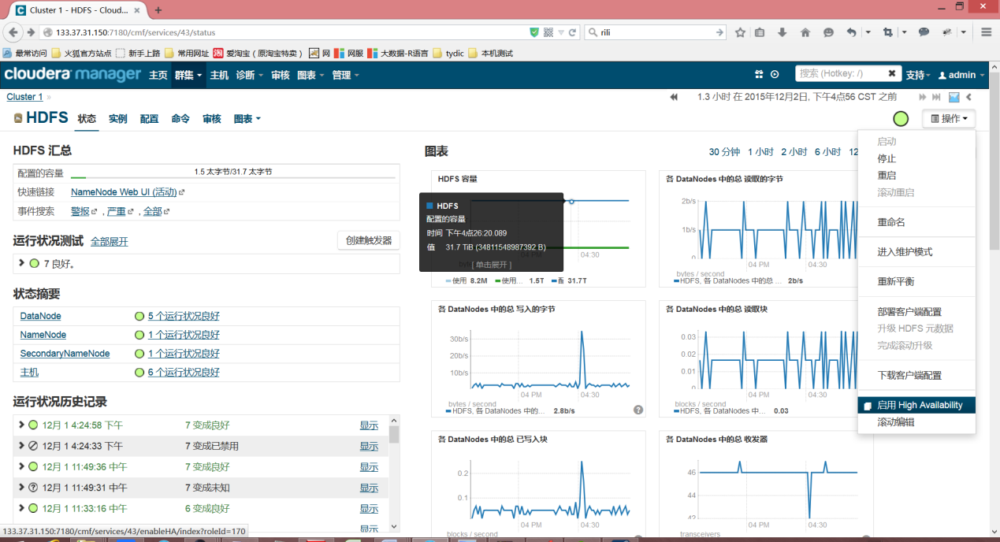 Cluster 1 - HDFS - Cloud...
133.37.31.150:7180/cmf/services/43/status
rili
最常访问 火狐官方站点 新手上路 常用网址 爱淘宝（原淘宝特卖） 网 网服 大数据-R语言 tydic 本机测试
cloudera manager 主页 群集 主机 诊断 审核 图表 管理 搜索 (Hotkey: /) 支持 admin
Cluster 1 »
1.3 小时 在 2015年12月2日, 下午4点56 CST 之前
HDFS 状态 实例 配置 命令 审核 图表 操作
启动
停止
重启
滚动重启
重命名
进入维护模式
重新平衡
部署客户端配置
升级 HDFS 元数据
完成滚动升级
下载客户端配置
启用 High Availability
滚动编辑
HDFS 汇总
配置的容量 1.5 太字节/31.7 太字节
快速链接 NameNode Web UI (活动)
事件搜索 警报 , 严重 , 全部
运行状况测试 全部展开 创建触发器
7 良好。
状态摘要
DataNode 5 个运行状况良好
NameNode 1 个运行状况良好
SecondaryNameNode 1 个运行状况良好
主机 6 个运行状况良好
运行状况历史记录
12月 1 4:24:58 下午 7 变成良好 显示
12月 1 4:24:33 下午 7 变成已禁用 显示
12月 1 11:49:36 中午 7 变成良好 显示
12月 1 11:49:31 中午 7 变成未知 显示
12月 1 11:33:16 中午 6 变成良好 显示
显示
图表
30 分钟 1 小时 2 小时 6 小时 12
HDFS 容量
HDFS
配置的容量
时间 下午4点26:20.089
值 31.7 TiB (34811548987392 B)
[ 单击展开 ]
04 PM 04:30
bytes
使用 8.2M 使用... 1.5T 配 31.7T
各 DataNodes 中的总 读取的字节
2b/s
1b/s
0
04 PM 04:30
bytes / second
HDFS, 各 DataNodes 中的总 ... 2b/s
各 DataNodes 中的总 写入的字节
30b/s
20b/s
10b/s
04 PM 04:30
bytes / second
HDFS, 各 DataNodes 中的... 2.8b/s
各 DataNodes 中的总 读取块
0.03
0.02
0.01
0
04 PM 04:30
blocks / second
HDFS, 各 DataNodes 中... 0.03
各 DataNodes 中的总 已写入块
0.2
0.1
04 PM 04:30
blocks / second
各 DataNodes 中的总 收发器
46
44
42
04 PM 04:30
transceivers
133.37.31.150:7180/cmf/services/43/enableHA/index?roleId=170